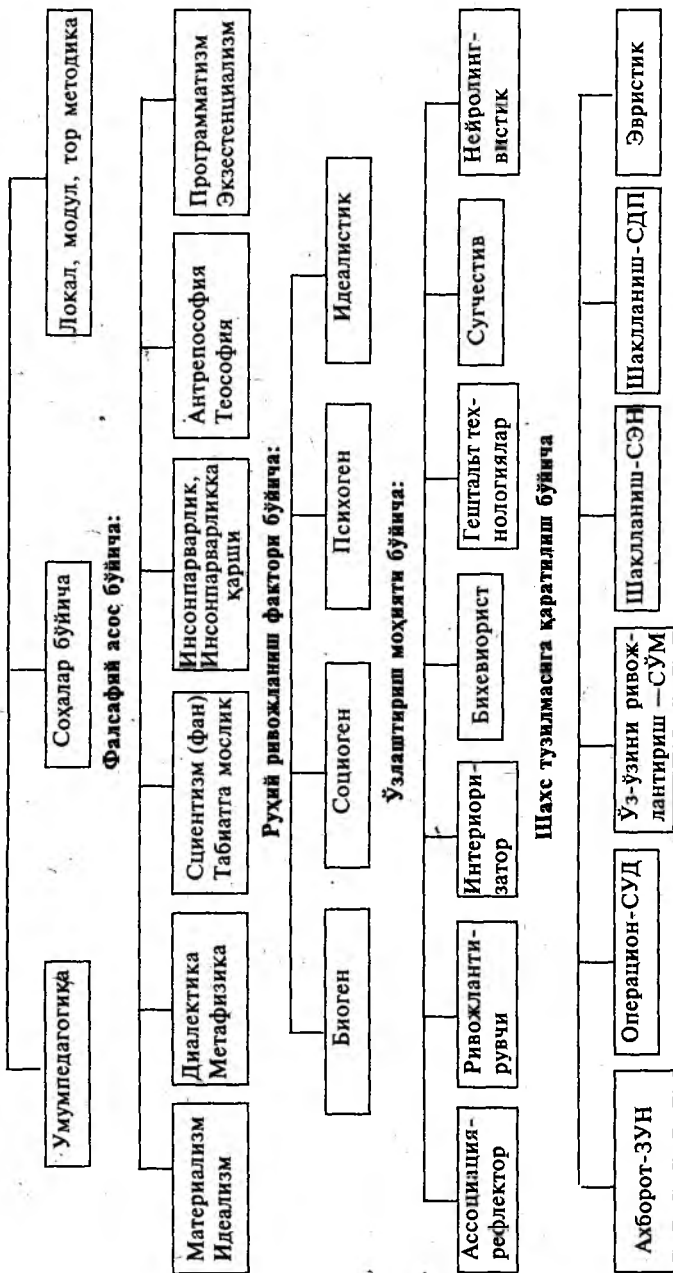 Умумпедагогика
Соҳалар бўйича
Локал, модул, тор методика
Фалсафий асос бўйича:
Материализм
Идеализм
Диалектика
Метафизика
Сциентизм (фан)
Табиатга мослик
Инсонпарварлик,
Инсонпарварликка
қарши
Антрепософия
Теософия
Программатизм
Экзестенциализм
Руҳий ривожланиш фактори бўйича:
Биоген
Социоген
Психоген
Идеалистик
Ўзлаштириш моҳияти бўйича:
Ассоциация-
рефлектор
Ривожланти-
рувчи
Интериори-
затор
Бихевиорист
Гештальт тех-
нологиялар
Сугчестив
Нейролинг-
вистик
Шахс тузилмасига қаратилиш бўйича
Ахборот-ЗУН
Операцион-СУД
Ўз-ўзини ривож-
лантириш —СЎМ
Шаклланиш-СЭН
Шаклланиш-СДП
Эвристик